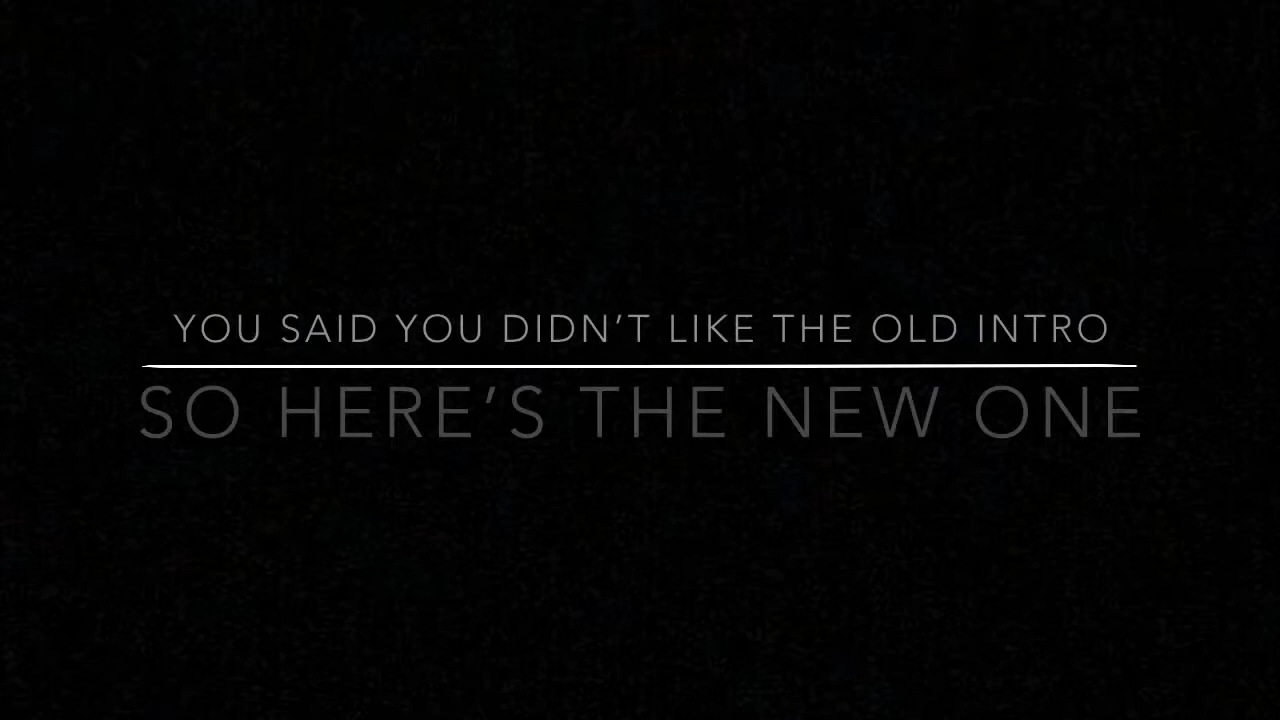 YOU SAID YOU DIDN’T LIKE THE OLD INTRO
SO HERE’S THE NEW ONE